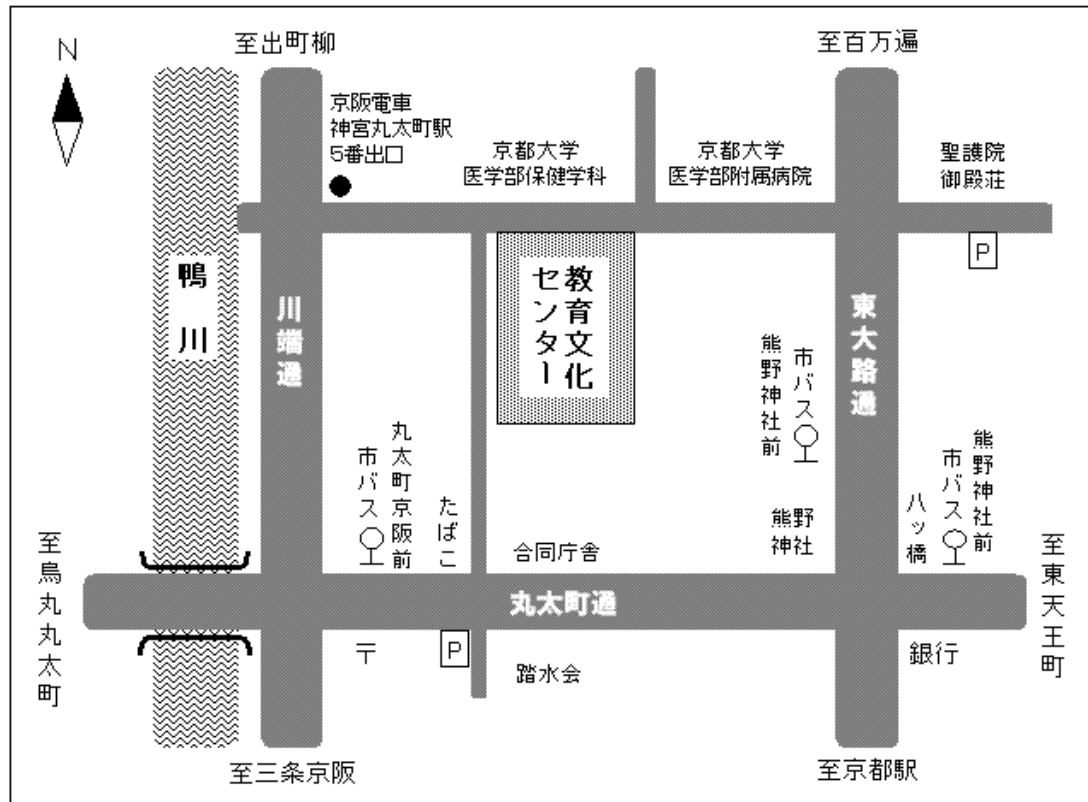 N
至出町柳
至百万遍
京阪電車
神宮丸太町駅
5番出口
京都大学
医学部保健学科
京都大学
医学部附属病院
聖護院
御殿荘
P
鴨川
川端通
教育文化
センター
東大路通
市バス
熊野神社前
丸太町京阪前
市バス
たばこ
合同庁舎
熊野
神社
八ッ橋
熊野神社前
市バス
至烏丸丸太町
丸太町通
至東天王町
〒
P
踏水会
銀行
至三条京阪
至京都駅